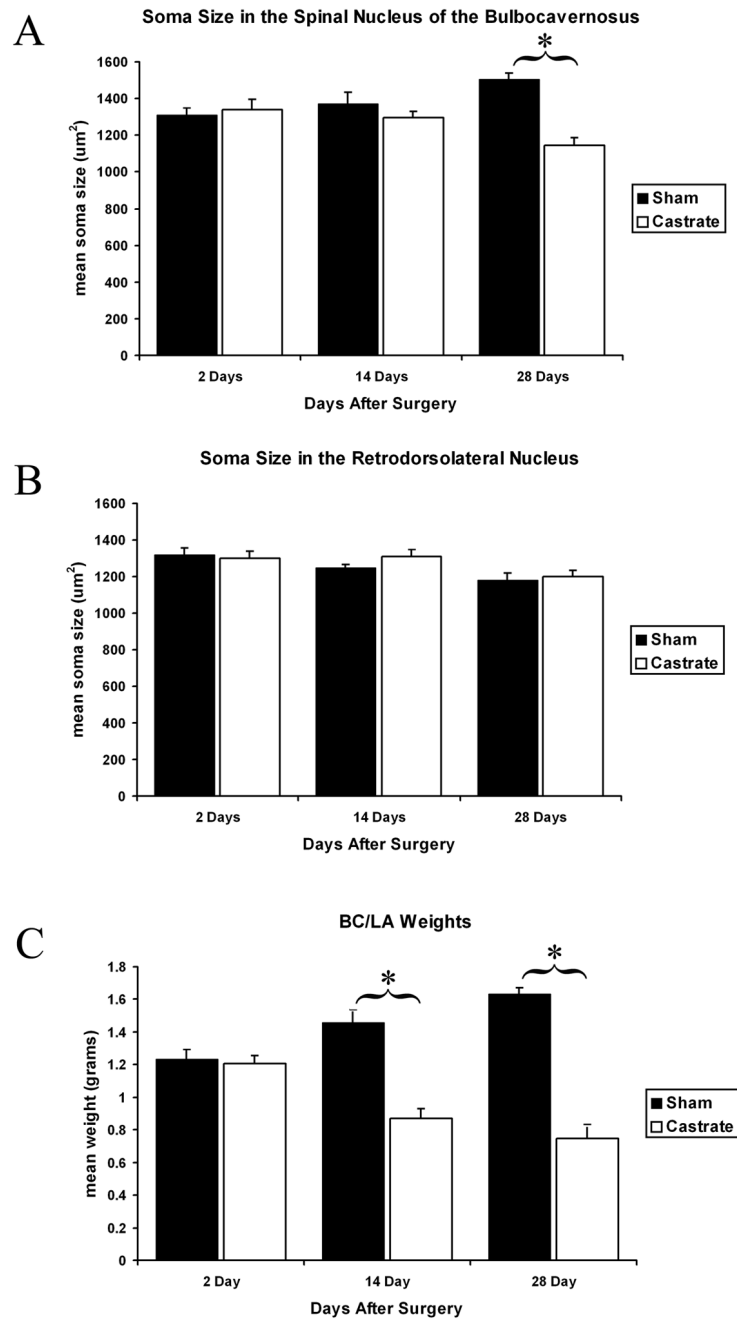 A
Soma Size in the Spinal Nucleus of the Bulbocavernosus
*
1600
1400
1200
1000
800
600
400
200
0
mean soma size (um²)
2 Days
14 Days
28 Days
Days After Surgery
Sham
Castrate
B
Soma Size in the Retrodorsolateral Nucleus
1600
1400
1200
1000
800
600
400
200
0
mean soma size (um²)
2 Days
14 Days
28 Days
Days After Surgery
Sham
Castrate
C
BC/LA Weights
*
*
1.8
1.6
1.4
1.2
1
0.8
0.6
0.4
0.2
0
mean weight (grams)
2 Day
14 Day
28 Day
Days After Surgery
Sham
Castrate